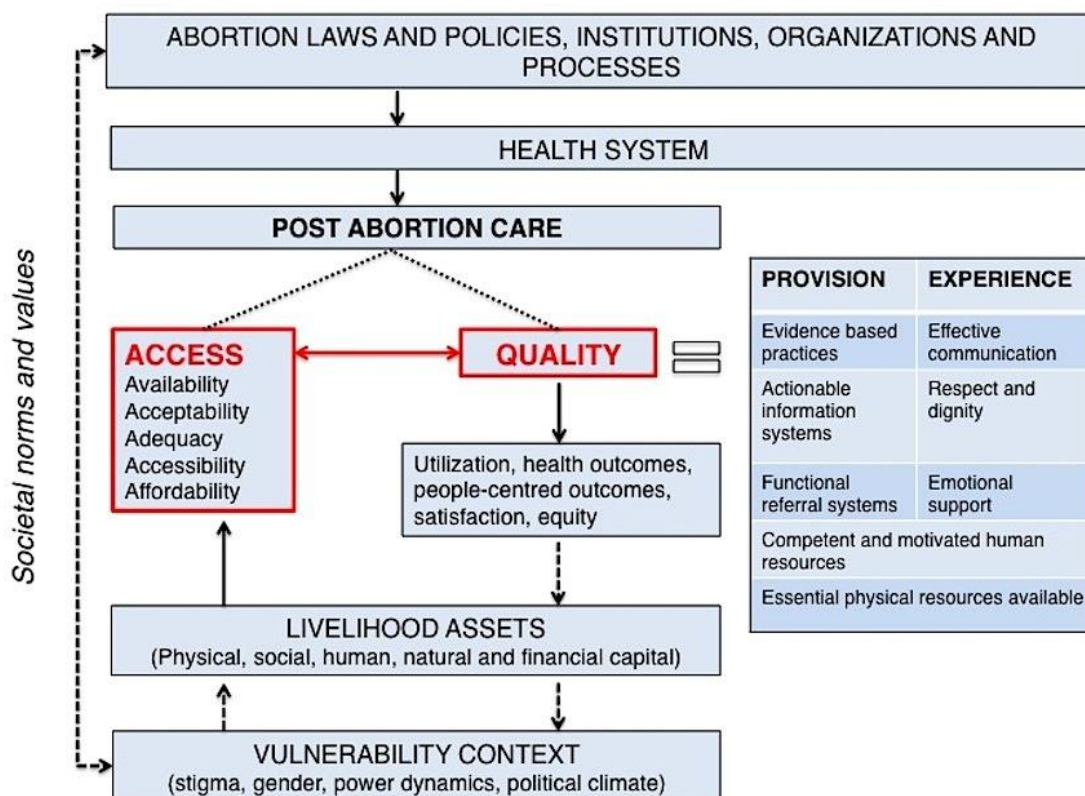 ABORTION LAWS AND POLICIES, INSTITUTIONS, ORGANIZATIONS AND
PROCESSES
HEALTH SYSTEM
POST ABORTION CARE
Societal norms and values
ACCESS
Availability
Acceptability
Adequacy
Accessibility
Affordability
QUALITY
Utilization, health outcomes,
people-centred outcomes,
satisfaction, equity
LIVELIHOOD ASSETS
(Physical, social, human, natural and financial capital)
VULNERABILITY CONTEXT
(stigma, gender, power dynamics, political climate)
PROVISION EXPERIENCE
Evidence based Effective
practices communication
Actionable Respect and
information dignity
systems
Functional Emotional
referral systems support
Competent and motivated human
resources
Essential physical resources available